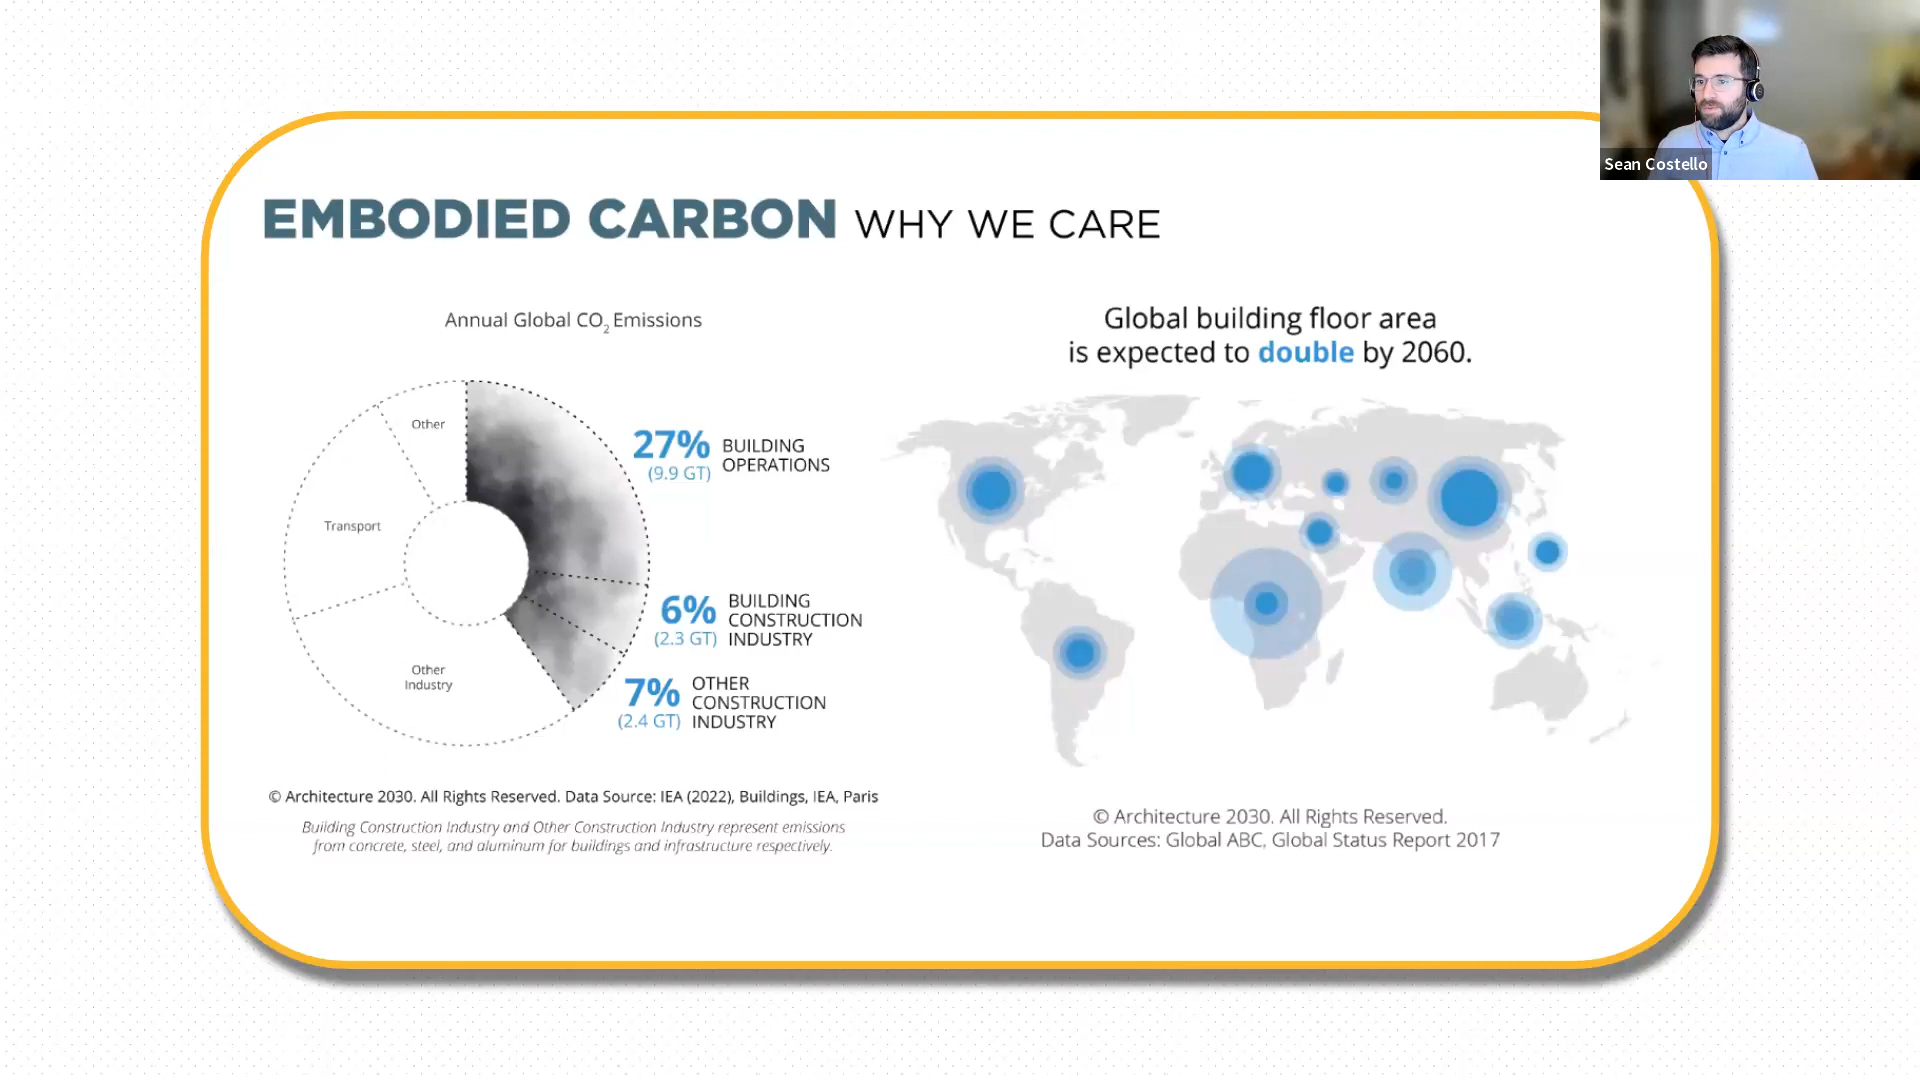 Sean Costello
EMBODIED CARBON WHY WE CARE
Annual Global CO2 Emissions
Other
Transport
Other
Industry
27%
(9.9 GT)
BUILDING
OPERATIONS
6%
(2.3 GT)
BUILDING
CONSTRUCTION
INDUSTRY
7%
(2.4 GT)
OTHER
CONSTRUCTION
INDUSTRY
© Architecture 2030. All Rights Reserved. Data Source: IEA (2022), Buildings, IEA, Paris
Building Construction Industry and Other Construction Industry represent emissions
from concrete, steel, and aluminum for buildings and infrastructure respectively.
Global building floor area
is expected to double by 2060.
© Architecture 2030. All Rights Reserved.
Data Sources: Global ABC, Global Status Report 2017